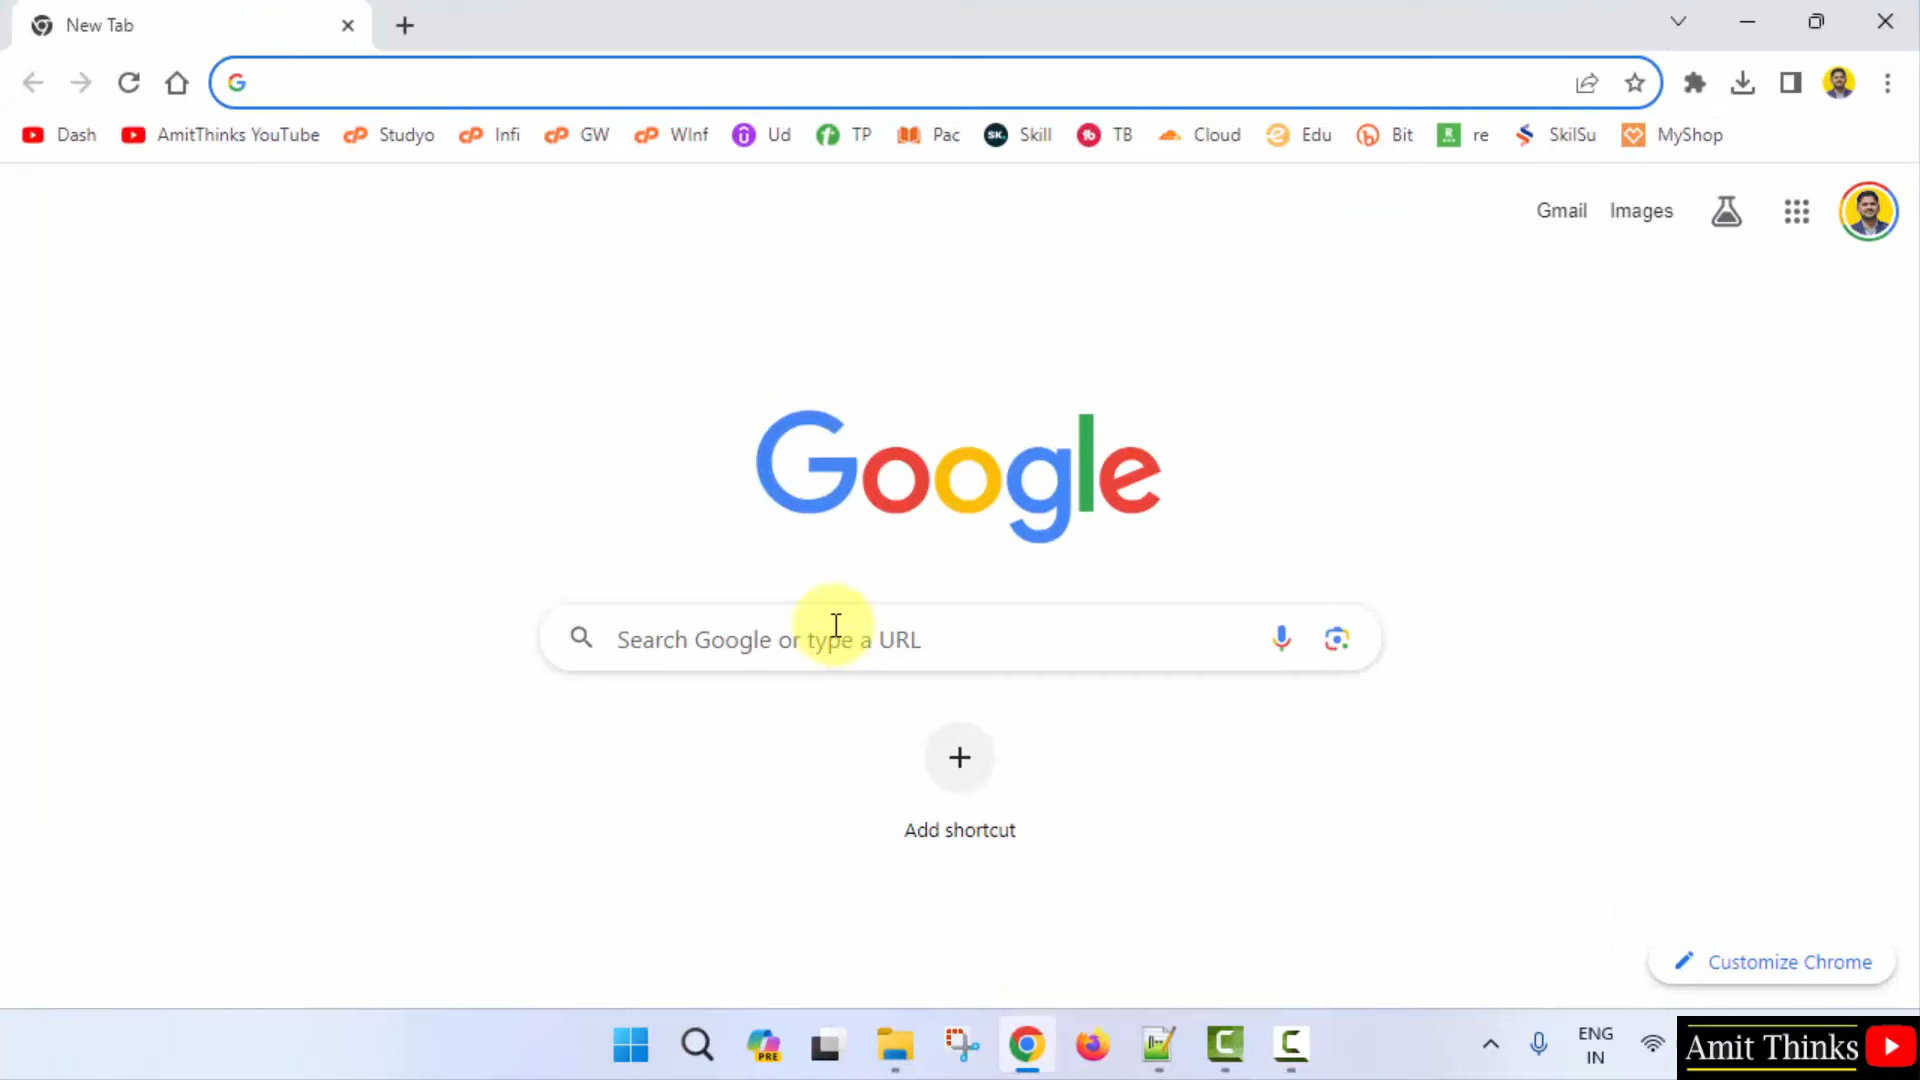 New Tab
Dash AmitThinks YouTube Studyo Infi GW WInf Ud TP Pac Skill TB Cloud Edu Bit re SkilSu MyShop
Gmail Images
Google
Search Google or type a URL
Add shortcut
Customize Chrome
PRE
ENG
IN
Amit Thinks